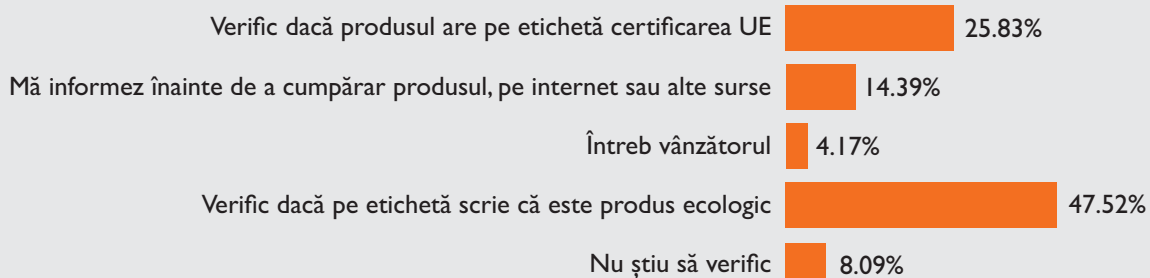 Verific dacă produsul are pe etichetă certificarea UE 25.83%
Mă informez înainte de a cumpărar produsul, pe internet sau alte surse 14.39%
Întreb vânzătorul 4.17%
Verific dacă pe etichetă scrie că este produs ecologic 47.52%
Nu știu să verific 8.09%